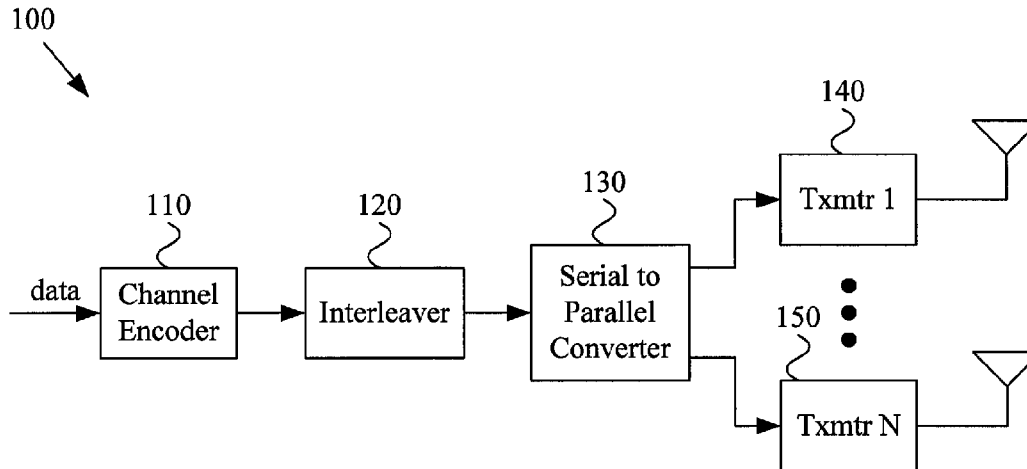 100
140
Txmtr 1
110
120
130
data
Channel
Encoder
Interleaver
Serial to
Parallel
Converter
150
Txmtr N